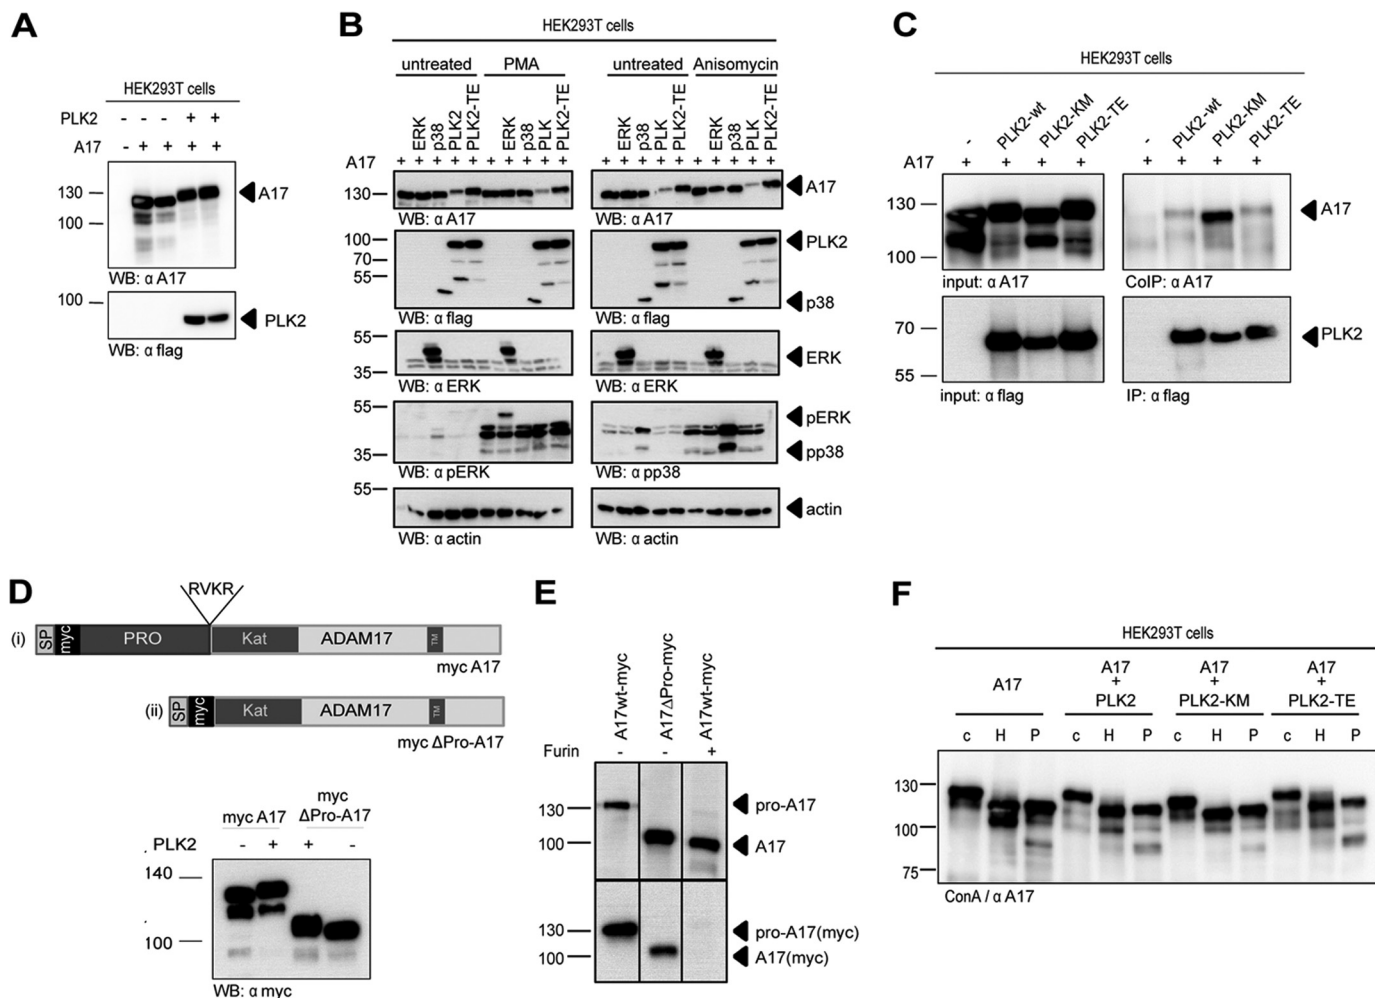 A
HEK293T cells
PLK2 - - - + +
A17 - + + + +
130
100
A17
WB: α A17
100
PLK2
WB: α flag
B
HEK293T cells
untreated PMA untreated Anisomycin
ERK p38 PLK2 PLK2-TE ERK p38 PLK PLK2-TE ERK p38 PLK PLK2-TE ERK p38 PLK PLK2-TE
A17 + + + + + + + + + + + + + + + + + + + +
130
130
A17
WB: α A17 WB: α A17
100
70
55
PLK2
p38
WB: α flag WB: α flag
55
35
ERK
WB: α ERK WB: α ERK
55
35
pERK
pp38
WB: α pERK WB: α pp38
55
actin
WB: α actin WB: α actin
C
HEK293T cells
- PLK2-wt PLK2-KM PLK2-TE - PLK2-wt PLK2-KM PLK2-TE
A17 + + + + + + + +
130
100
130
100
A17
input: α A17 CoIP: α A17
70
55
70
55
PLK2
input: α flag IP: α flag
D
RVKR
(i) SP myc PRO Kat ADAM17 TM
myc A17
(ii) SP myc Kat ADAM17 TM
myc ΔPro-A17
myc A17 myc
ΔPro-A17
PLK2 - + + -
140
100
WB: α myc
E
A17wt-myc A17ΔPro-myc A17wt-myc
Furin - - +
130
100
pro-A17
A17
130
100
pro-A17(myc)
A17(myc)
F
HEK293T cells
A17 A17 + PLK2 A17 + PLK2-KM A17 + PLK2-TE
c H P c H P c H P c H P
130
100
75
ConA / α A17